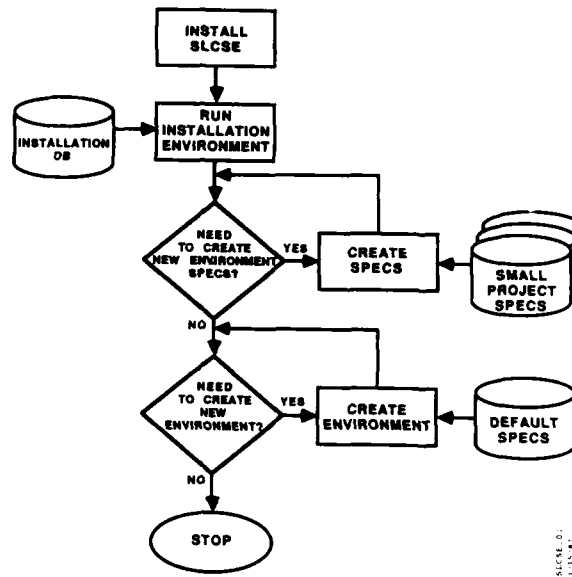 INSTALL
SLCSE
RUN
INSTALLATION
ENVIRONMENT
INSTALLATION
DB
NEED
TO CREATE
NEW ENVIRONMENT
SPECS?
YES
CREATE
SPECS
SMALL
PROJECT
SPECS
NO
NEED
TO CREATE
NEW
ENVIRONMENT?
YES
CREATE
ENVIRONMENT
DEFAULT
SPECS
NO
STOP